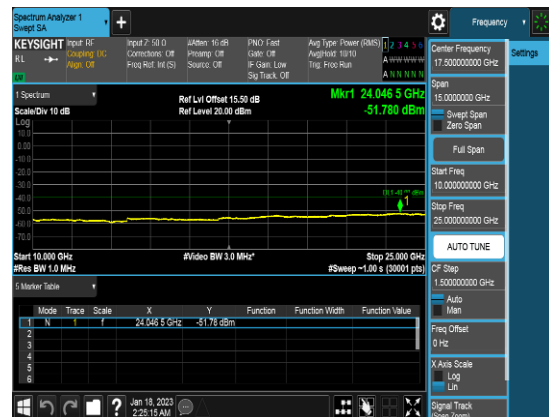 Spectrum Analyzer 1
Swept SA
+
Frequency
KEYSIGHT
Input: RF
Input Z: 50 Ω
#Atten: 16 dB
PNO: Fast
Avg Type: Power (RMS)
1 2 3 4 5 6
RL
Coupling: DC
Corrections: Off
Preamp: Off
Gate: Off
Avg|Hold: 10/10
A W W W W W
Align: Off
Freq Ref: Int (S)
Source: Off
IF Gain: Low
Trig: Free Run
A N N N N N
Sig Track: Off
1 Spectrum
Scale/Div 10 dB
Ref Lvl Offset 15.50 dB
Ref Level 20.00 dBm
Mkr1 24.046 5 GHz
-51.780 dBm
Log
10.0
0.00
-10.0
-20.0
-30.0
-40.0
-50.0
-60.0
-70.0
1
Start 10.000 GHz
#Video BW 3.0 MHz*
Stop 25.000 GHz
#Res BW 1.0 MHz
#Sweep ~1.00 s (30001 pts)
5 Marker Table
Mode Trace Scale X Y Function Function Width Function Value
1 N 1 f 24.046 5 GHz -51.78 dBm
2
3
4
5
6
Jan 18, 2023
2:25:15 AM
Center Frequency
17.500000000 GHz
Settings
Span
15.0000000 GHz
Swept Span
Zero Span
Full Span
Start Freq
10.000000000 GHz
Stop Freq
25.000000000 GHz
AUTO TUNE
CF Step
1.500000000 GHz
Auto
Man
Freq Offset
0 Hz
X Axis Scale
Log
Lin
Signal Track
(Span Zoom)